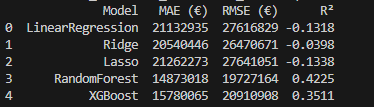 Model MAE (€) RMSE (€) R²
0 LinearRegression 21132935 27616829 -0.1318
1 Ridge 20540446 26470671 -0.0398
2 Lasso 21262273 27641051 -0.1338
3 RandomForest 14873018 19727164 0.4225
4 XGBoost 15780065 20910908 0.3511